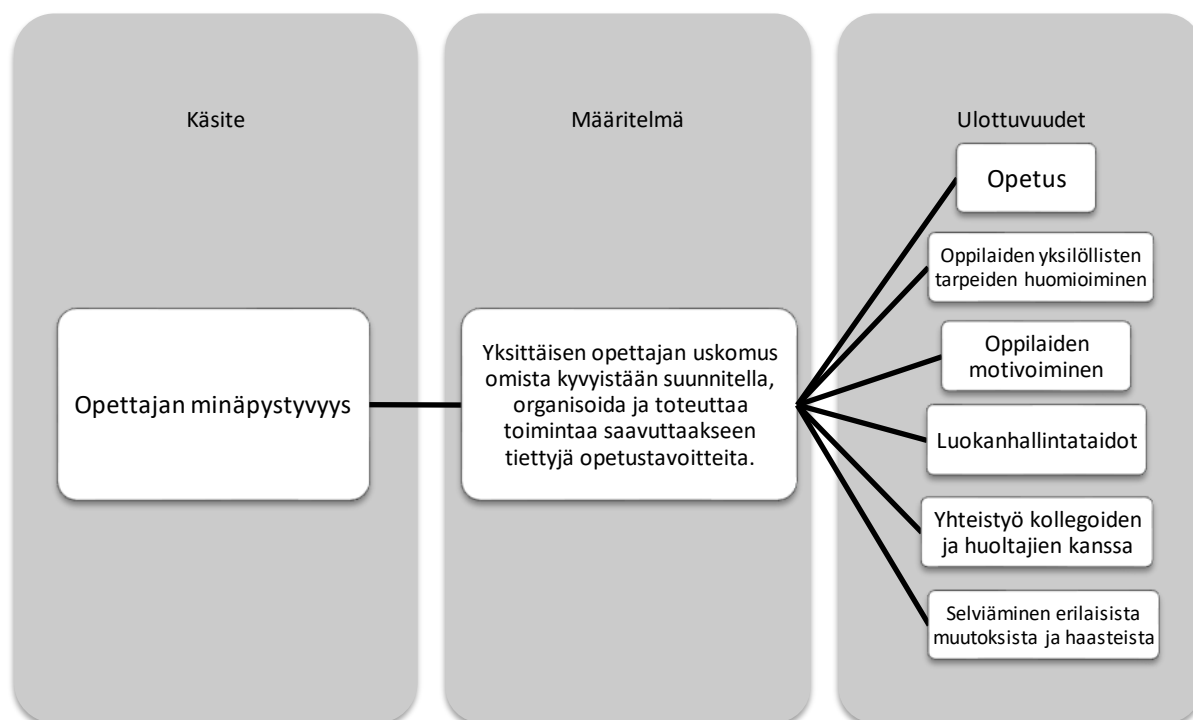 Käsite
Opettajan minäpystyvyys
Määritelmä
Yksittäisen opettajan uskomus
omista kyvyistään suunnitella,
organisoida ja toteuttaa
toimintaa saavuttaakseen
tiettyjä opetustavoitteita.
Ulottuvuudet
Opetus
Oppilaiden yksilöllisten
tarpeiden huomioiminen
Oppilaiden
motivoiminen
Luokanhallintataidot
Yhteistyö kollegoiden
ja huoltajien kanssa
Selviäminen erilaisista
muutoksista ja haasteista